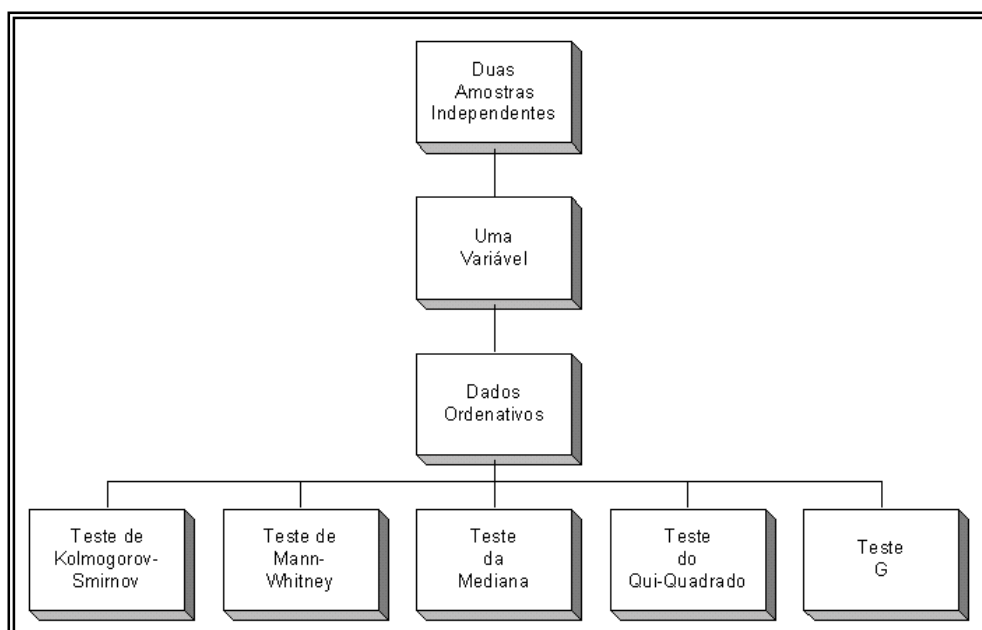 Duas
Amostras
Independentes
Uma
Variável
Dados
Ordenativos
Teste de
Kolmogorov-
Smirnov
Teste de
Mann-
Whitney
Teste
da
Mediana
Teste
do
Qui-Quadrado
Teste
G